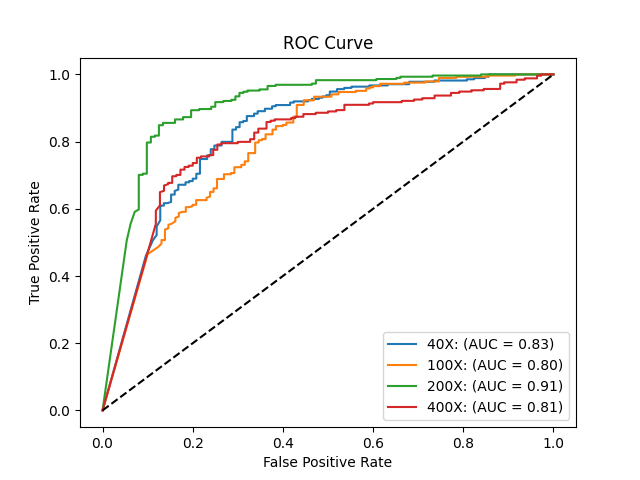 ROC Curve
1.0
0.8
0.6
0.4
0.2
0.0
True Positive Rate
0.0 0.2 0.4 0.6 0.8 1.0
False Positive Rate
40X: (AUC = 0.83)
100X: (AUC = 0.80)
200X: (AUC = 0.91)
400X: (AUC = 0.81)